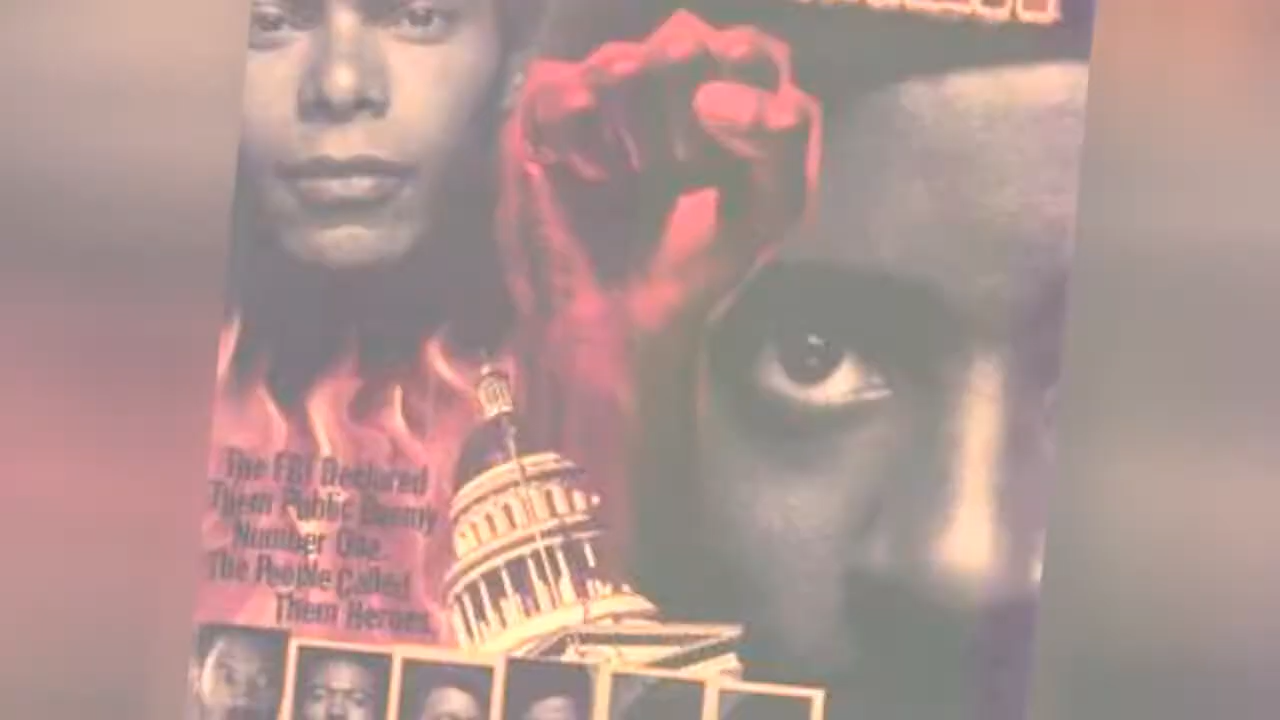 The FBI Declared
Them Public Enemy
Number One.
The People Called
Them Heroes.